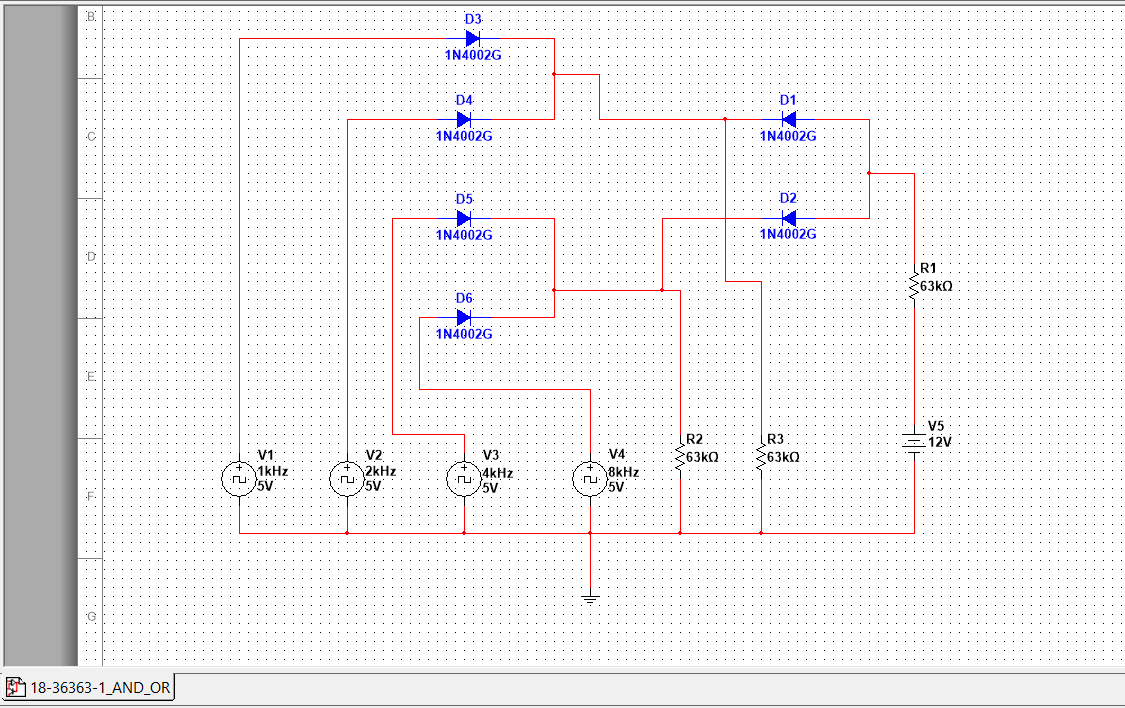 B
D3
1N4002G
D4
D1
C
1N4002G
1N4002G
D5
D2
1N4002G
1N4002G
D
R1
63kΩ
D6
1N4002G
E
V1
1kHz
5V
V2
2kHz
5V
V3
4kHz
5V
V4
8kHz
5V
R2
63kΩ
R3
63kΩ
V5
12V
F
G
18-36363-1_AND_OR